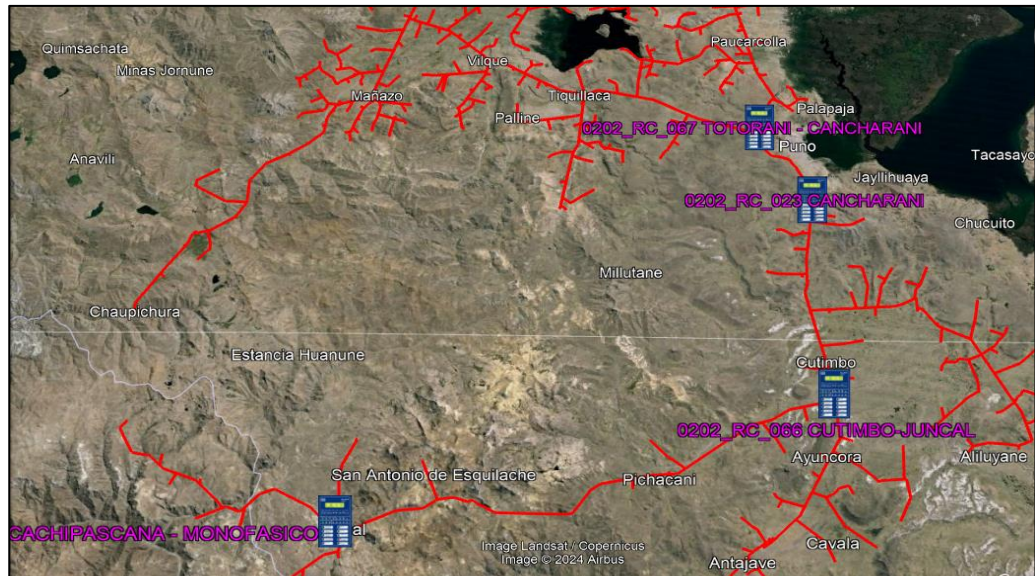 Quimsachata
Minas Jornune
Vilque
Paucarcolla
Mañazo
Tiquillaca
Palline
Palapaja
0202_RC_067 TOTORANI - CANCHARANI
Puno
Anavili
Tacasayo
Jayllihuaya
0202_RC_023 CANCHARANI
Chucuito
Millutane
Chaupichura
Estancia Huanune
Cutimbo
0202_RC_066 CUTIMBO-JUNCAL
San Antonio de Esquilache
Pichacani
Ayuncora
Aliluyane
CACHIPASCANA - MONOFASICO
al
Image Landsat / Copernicus
Image © 2024 Airbus
Cavala
Antajave